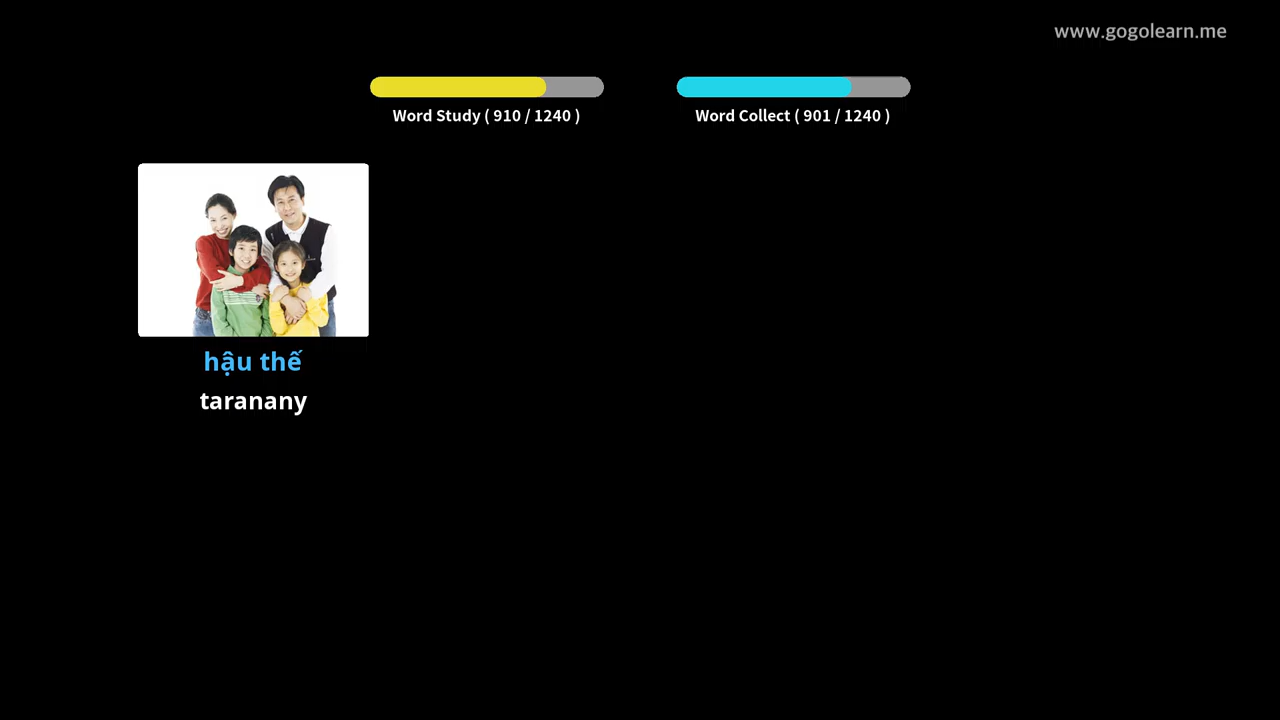 www.gogolearn.me
Word Study ( 910 / 1240 )
Word Collect ( 901 / 1240 )
hậu thế
taranany